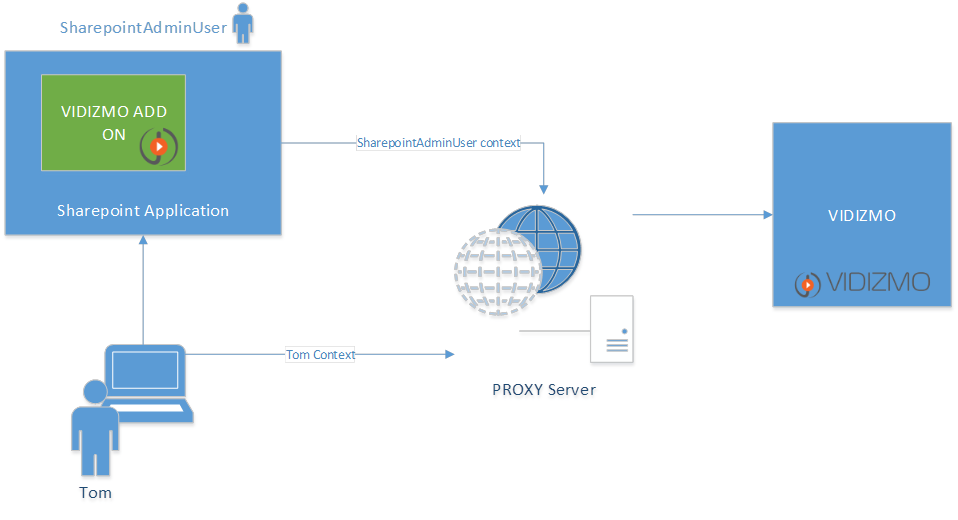 SharepointAdminUser
VIDIZMO ADD
ON
Sharepoint Application
SharepointAdminUser context
VIDIZMO
VIDIZMO
Tom Context
PROXY Server
Tom